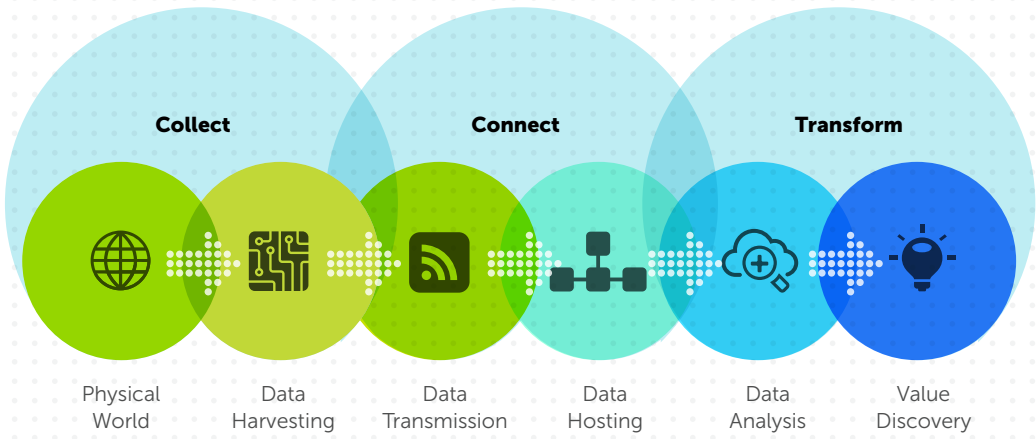 Collect
Connect
Transform
Physical
World
Data
Harvesting
Data
Transmission
Data
Hosting
Data
Analysis
Value
Discovery